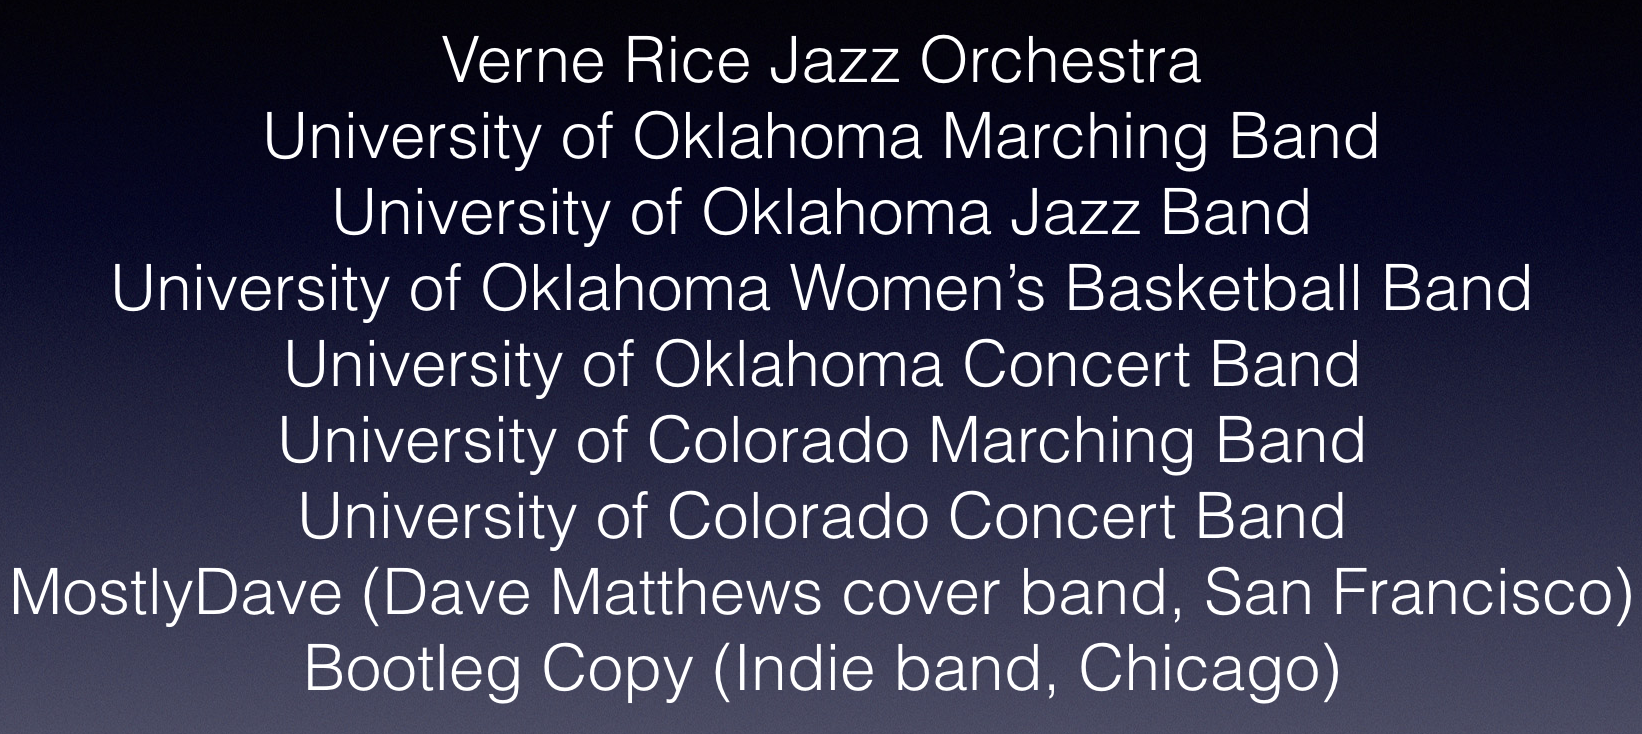 Verne Rice Jazz Orchestra
University of Oklahoma Marching Band
University of Oklahoma Jazz Band
University of Oklahoma Women’s Basketball Band
University of Oklahoma Concert Band
University of Colorado Marching Band
University of Colorado Concert Band
MostlyDave (Dave Matthews cover band, San Francisco)
Bootleg Copy (Indie band, Chicago)